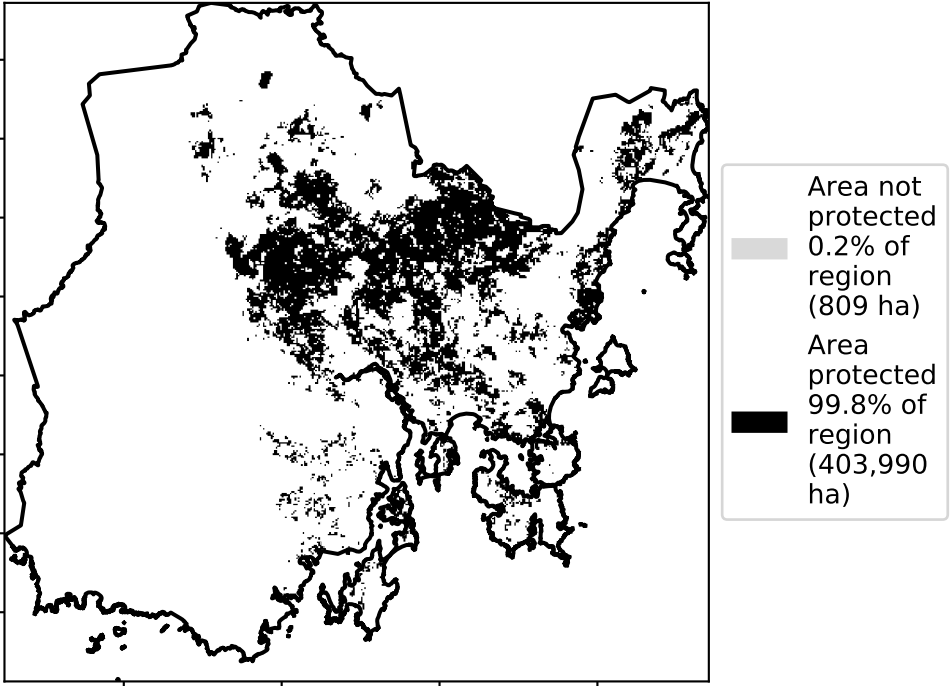 Area not
protected
0.2% of
region
(809 ha)
Area
protected
99.8% of
region
(403,990
ha)